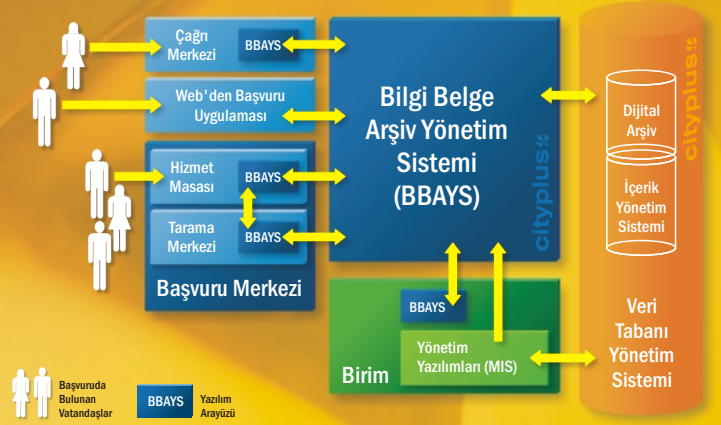 Çağrı
Merkezi
BBAYS
Web'den Başvuru
Uygulaması
Hizmet
Masası
BBAYS
Tarama
Merkezi
BBAYS
Başvuru Merkezi
Bilgi Belge
Arşiv Yönetim
Sistemi
(BBAYS)
cityplus
BBAYS
Yönetim
Yazılımları (MIS)
Birim
cityplus
Dijital
Arşiv
İçerik
Yönetim
Sistemi
Veri
Tabanı
Yönetim
Sistemi
Başvuruda
Bulunan
Vatandaşlar
BBAYS
Yazılım
Arayüzü